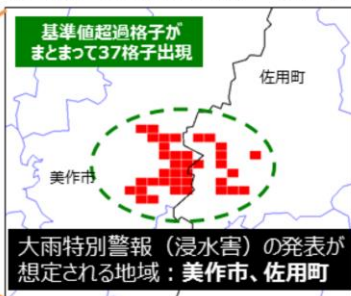 基準値超過格子が
まとまって37格子出現
佐用町
美作市
大雨特別警報（浸水害）の発表が
想定される地域：美作市、佐用町